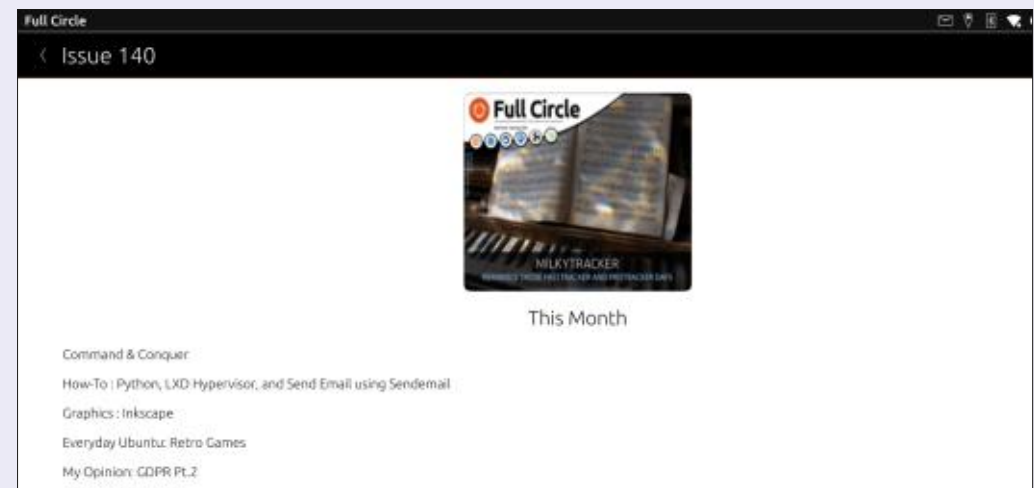 Full Circle
Issue 140
Full Circle
MILKYTRACKER
This Month
Command & Conquer
How-To : Python, LXD Hypervisor, and Send Email using Sendemail
Graphics : Inkscape
Everyday Ubuntu: Retro Games
My Opinion: GDPR Pt.2